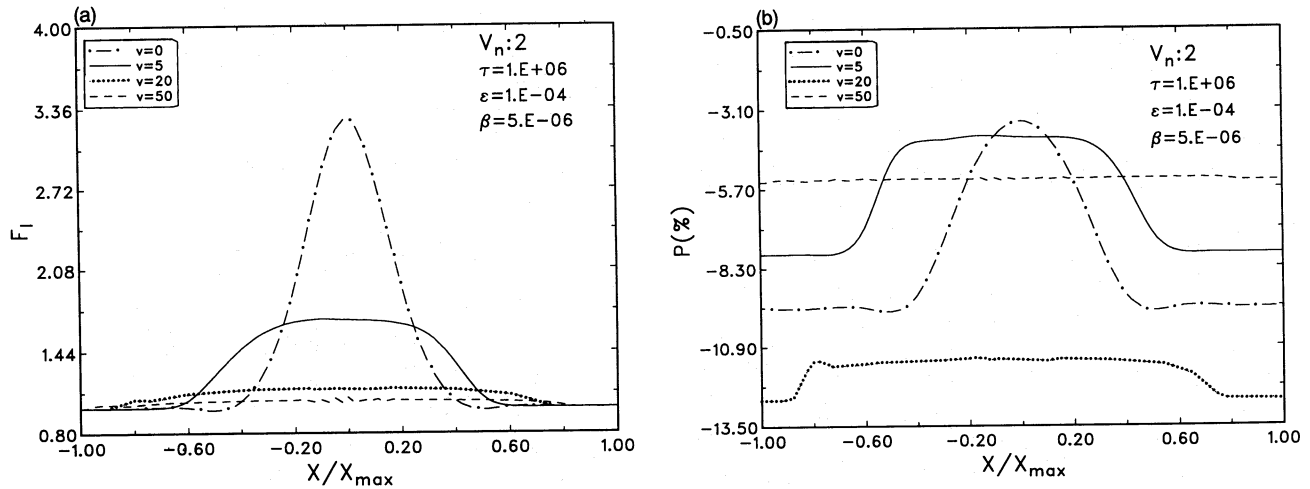 (a)
4.00
3.36
2.72
2.08
1.44
0.80
F_l
v=0
v=5
v=20
v=50
V_n:2
τ=1.E+06
ε=1.E-04
β=5.E-06
-1.00
-0.60
-0.20
0.20
0.60
1.00
X/X_max
(b)
-0.50
-3.10
-5.70
-8.30
-10.90
-13.50
P(%)
v=0
v=5
v=20
v=50
V_n:2
τ=1.E+06
ε=1.E-04
β=5.E-06
-1.00
-0.60
-0.20
0.20
0.60
1.00
X/X_max